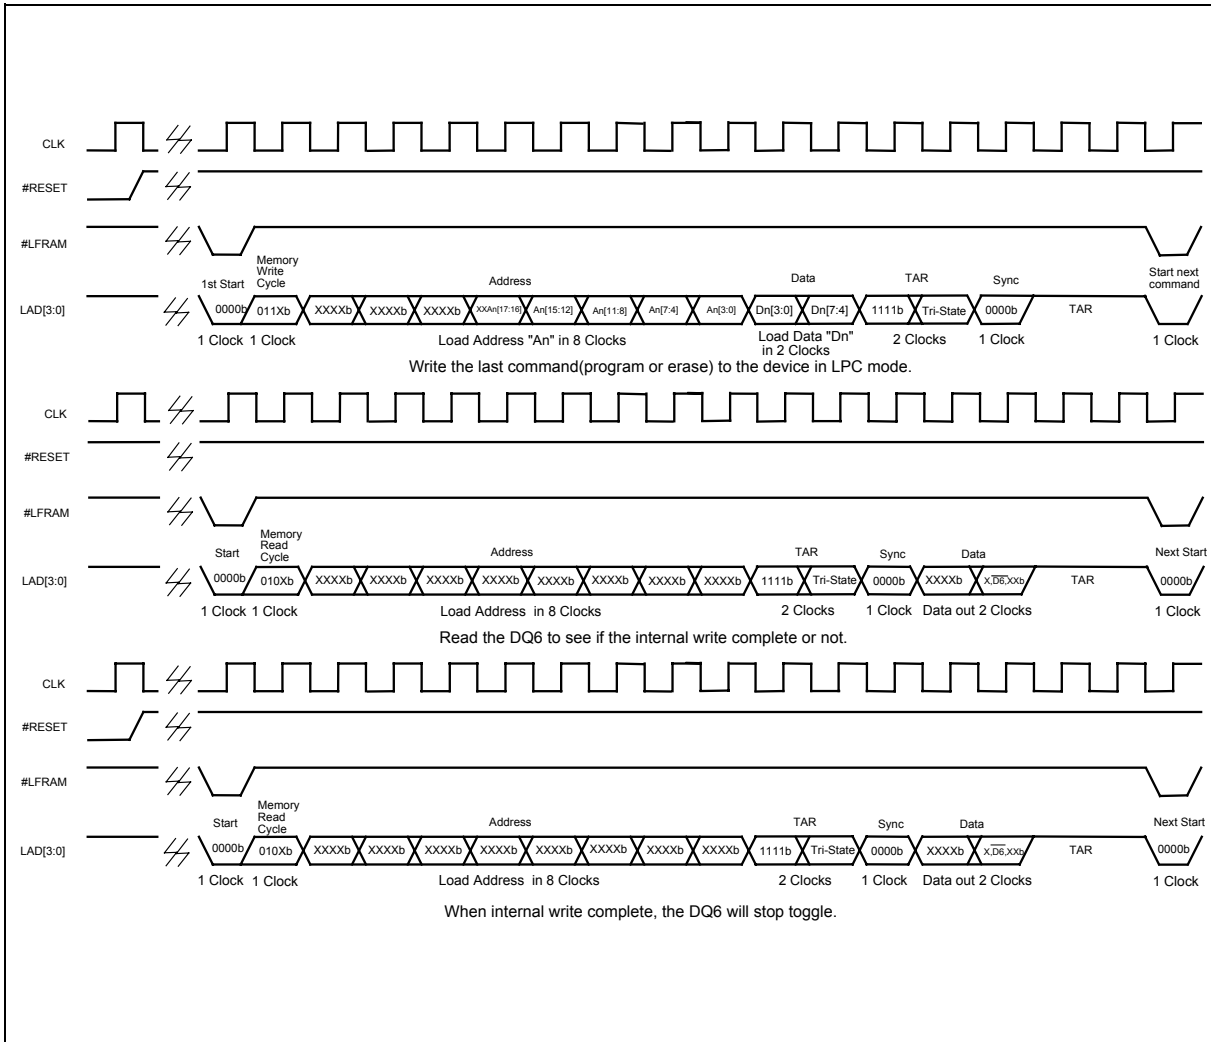 CLK
#RESET
#LFRAM
Memory
Write
Cycle
1st Start Address Data TAR Sync Start next
command
LAD[3:0] 0000b 011Xb XXXXb XXXXb XXXXb XXAn[17:16] An[15:12] An[11:8] An[7:4] An[3:0] Dn[3:0] Dn[7:4] 1111b Tri-State 0000b TAR
1 Clock 1 Clock Load Address "An" in 8 Clocks Load Data "Dn"
in 2 Clocks 2 Clocks 1 Clock 1 Clock
Write the last command(program or erase) to the device in LPC mode.
CLK
#RESET
#LFRAM
Memory
Read
Cycle
Start Address TAR Sync Data Next Start
LAD[3:0] 0000b 010Xb XXXXb XXXXb XXXXb XXXXb XXXXb XXXXb XXXXb XXXXb 1111b Tri-State 0000b XXXXb X,D6,XXb TAR 0000b
1 Clock 1 Clock Load Address in 8 Clocks 2 Clocks 1 Clock Data out 2 Clocks 1 Clock
Read the DQ6 to see if the internal write complete or not.
CLK
#RESET
#LFRAM
Memory
Read
Cycle
Start Address TAR Sync Data Next Start
LAD[3:0] 0000b 010Xb XXXXb XXXXb XXXXb XXXXb XXXXb XXXXb XXXXb XXXXb 1111b Tri-State 0000b XXXXb X,D6,XXb TAR 0000b
1 Clock 1 Clock Load Address in 8 Clocks 2 Clocks 1 Clock Data out 2 Clocks 1 Clock
When internal write complete, the DQ6 will stop toggle.